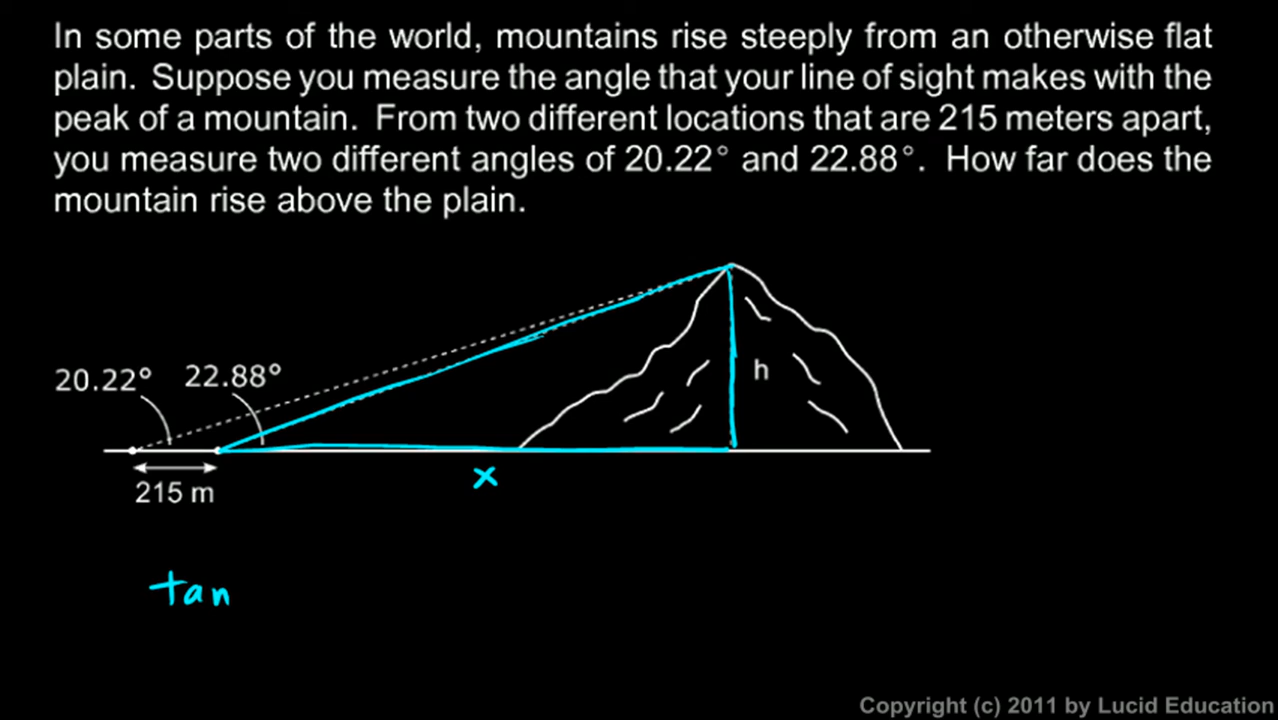 In some parts of the world, mountains rise steeply from an otherwise flat
plain. Suppose you measure the angle that your line of sight makes with the
peak of a mountain. From two different locations that are 215 meters apart,
you measure two different angles of 20.22° and 22.88°. How far does the
mountain rise above the plain.
20.22° 22.88°
h
x
215 m
tan
Copyright (c) 2011 by Lucid Education